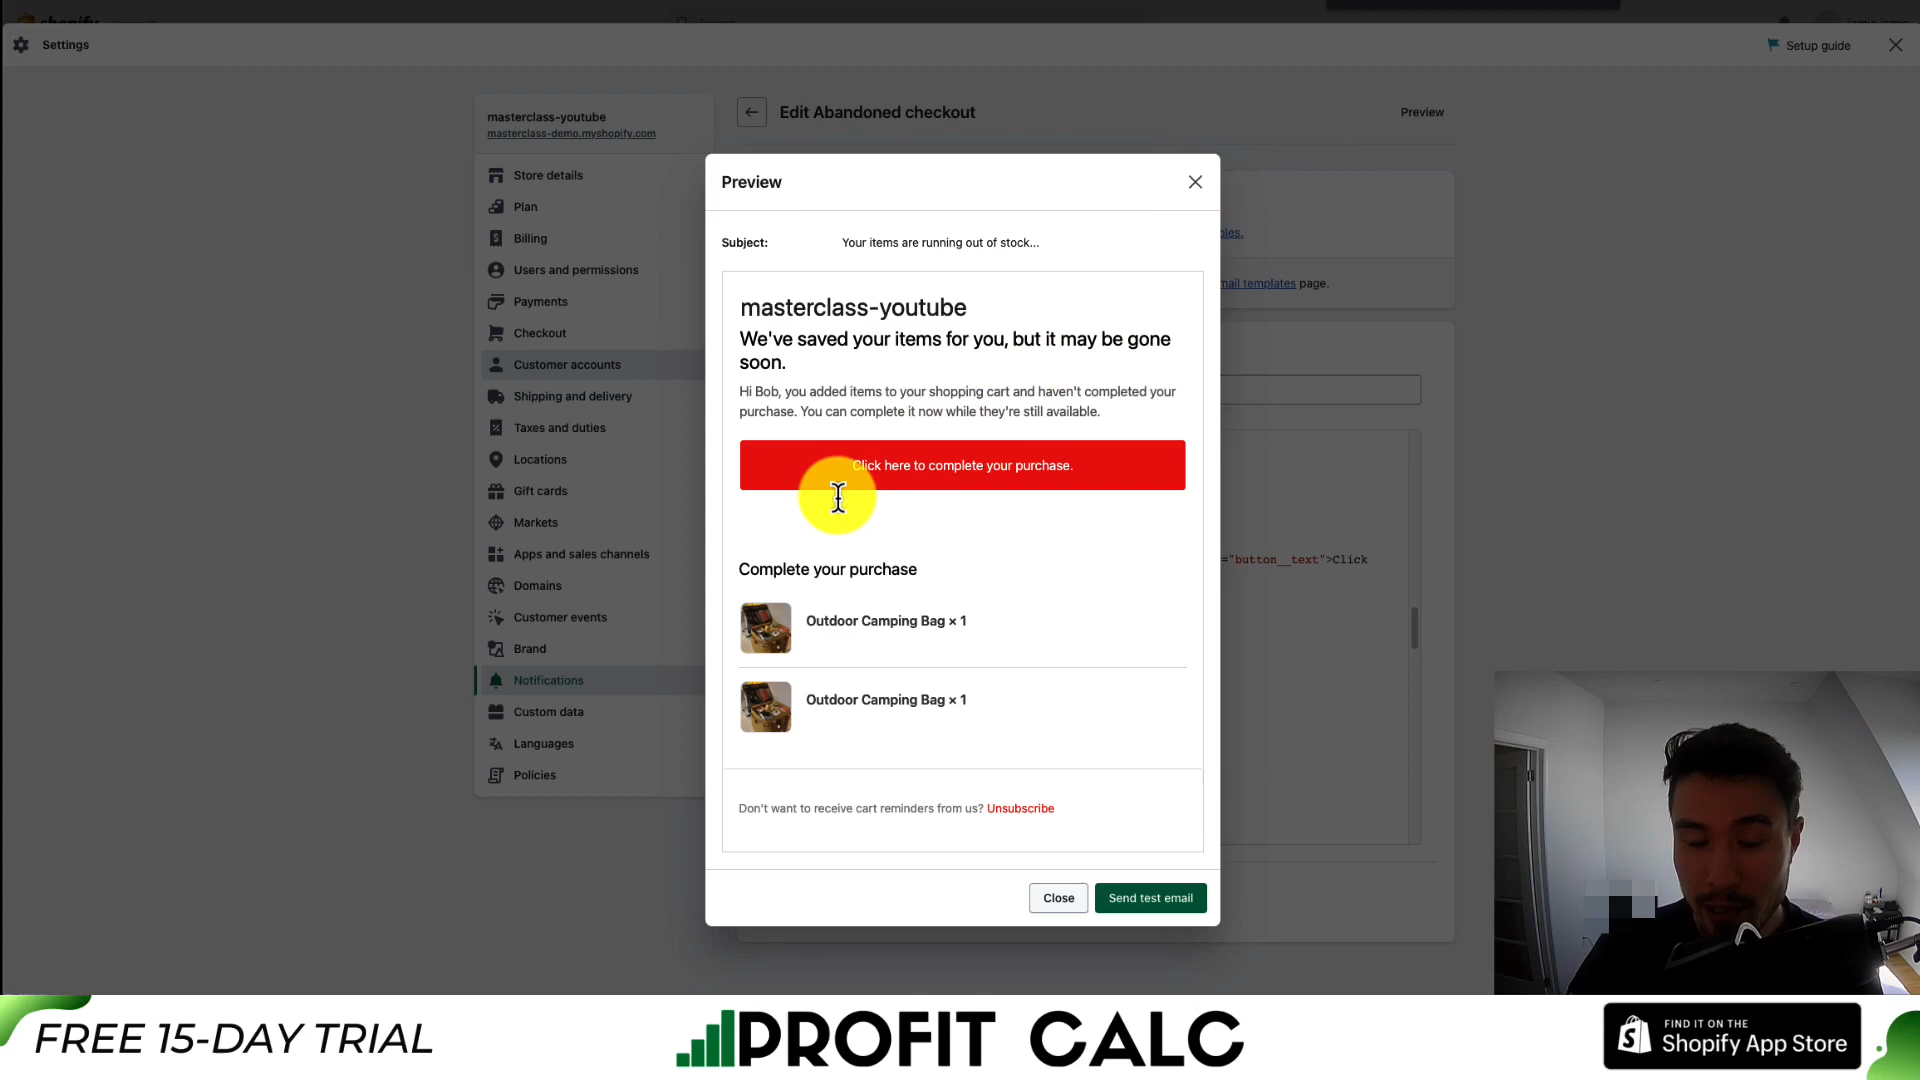 Settings
Setup guide
masterclass-youtube
masterclass-demo.myshopify.com
Edit Abandoned checkout
Preview
Store details
Plan
Billing
Users and permissions
Payments
Checkout
Customer accounts
Shipping and delivery
Taxes and duties
Locations
Gift cards
Markets
Apps and sales channels
Domains
Customer events
Brand
Notifications
Custom data
Languages
Policies
Preview
Subject: Your items are running out of stock...
masterclass-youtube
We've saved your items for you, but it may be gone
soon.
Hi Bob, you added items to your shopping cart and haven't completed your
purchase. You can complete it now while they're still available.
Click here to complete your purchase.
Complete your purchase
Outdoor Camping Bag × 1
Outdoor Camping Bag × 1
Don't want to receive cart reminders from us? Unsubscribe
Close
Send test email
templates page.
="button__text">Click
FREE 15-DAY TRIAL
PROFIT CALC
FIND IT ON THE
Shopify App Store